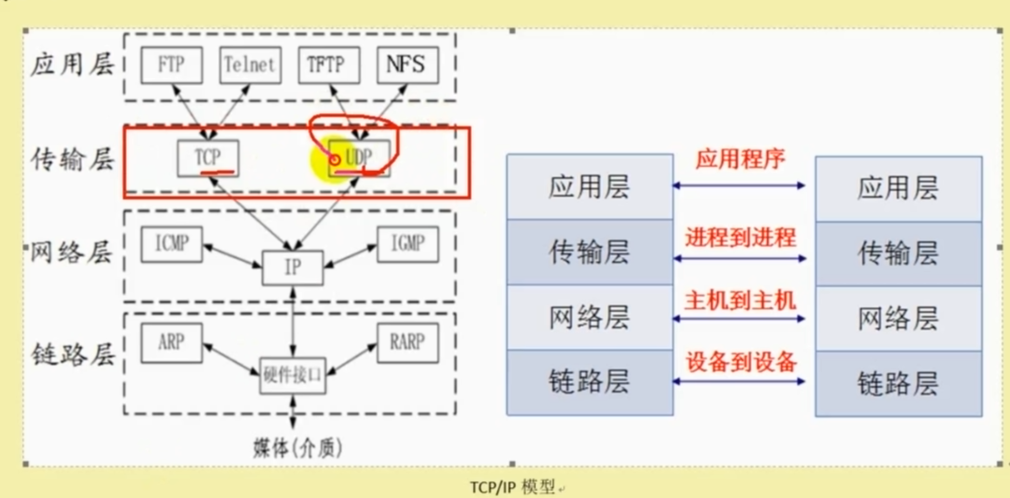 应用层 FTP Telnet TFTP NFS
传输层 TCP UDP
网络层 ICMP IP IGMP
链路层 ARP 硬件接口 RARP
媒体(介质)
应用层 应用程序 应用层
传输层 进程到进程 传输层
网络层 主机到主机 网络层
链路层 设备到设备 链路层
TCP/IP 模型